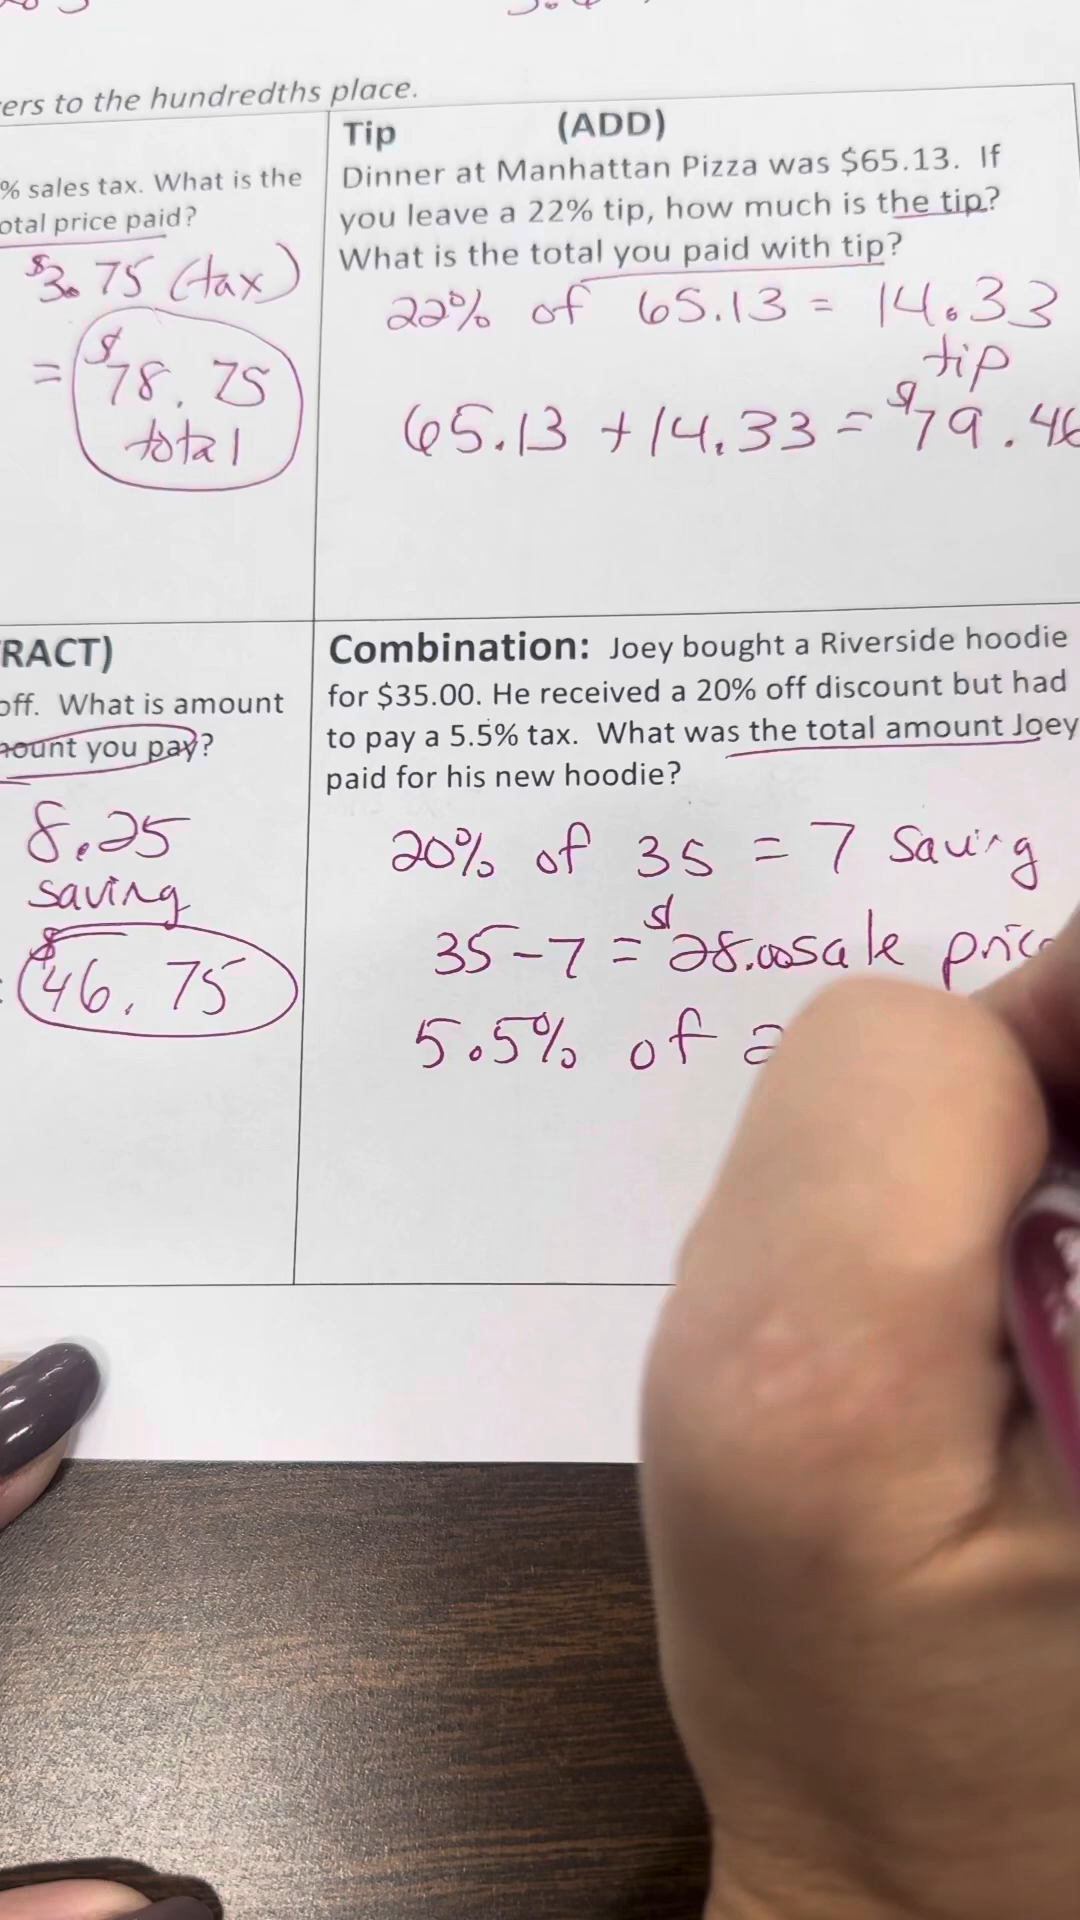 ers to the hundredths place.
% sales tax. What is the
otal price paid?
$3.75 (tax)
= $78.75
total
Tip (ADD)
Dinner at Manhattan Pizza was $65.13. If
you leave a 22% tip, how much is the tip?
What is the total you paid with tip?
22% of 65.13 = 14.33
tip
65.13 + 14.33 = $79.46
RACT)
off. What is amount
mount you pay?
8.25
saving
$46.75
Combination: Joey bought a Riverside hoodie
for $35.00. He received a 20% off discount but had
to pay a 5.5% tax. What was the total amount Joey
paid for his new hoodie?
20% of 35 = 7 saving
35-7 = $28.00 sale price
5.5% of 2